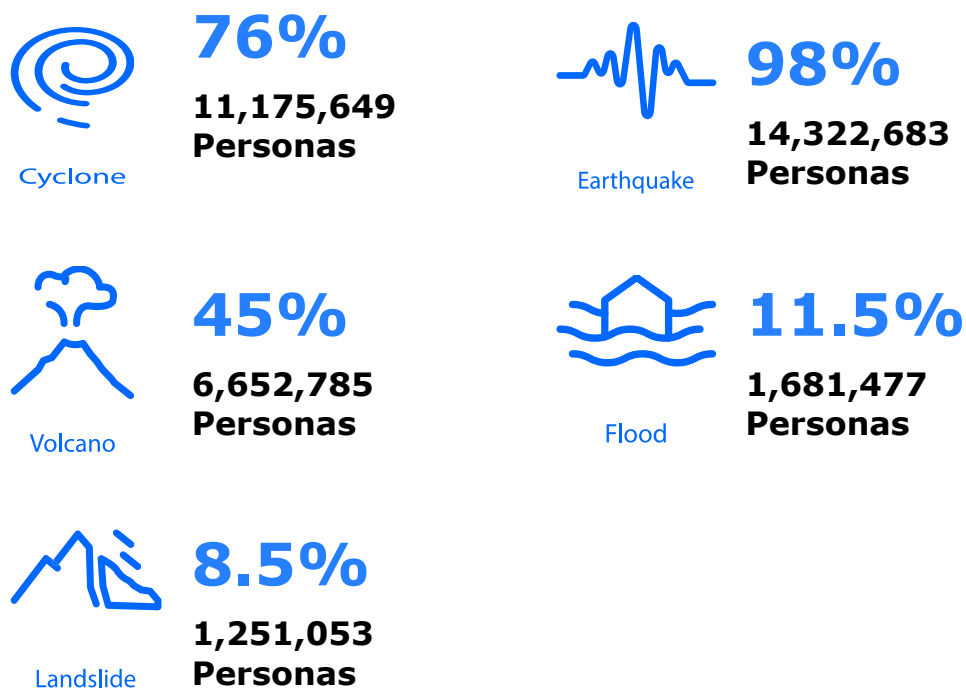 76%
11,175,649
Personas
Cyclone
98%
14,322,683
Personas
Earthquake
45%
6,652,785
Personas
Volcano
11.5%
1,681,477
Personas
Flood
8.5%
1,251,053
Personas
Landslide